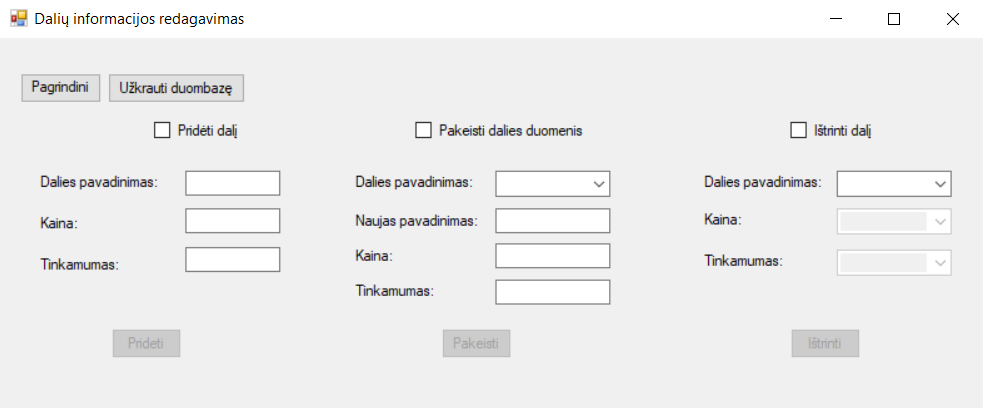 Dalių informacijos redagavimas
Pagrindini Užkrauti duombazę
Pridėti dalį
Dalies pavadinimas:
Kaina:
Tinkamumas:
Prideti
Pakeisti dalies duomenis
Dalies pavadinimas:
Naujas pavadinimas:
Kaina:
Tinkamumas:
Pakeisti
Ištrinti dalį
Dalies pavadinimas:
Kaina:
Tinkamumas:
Ištrinti